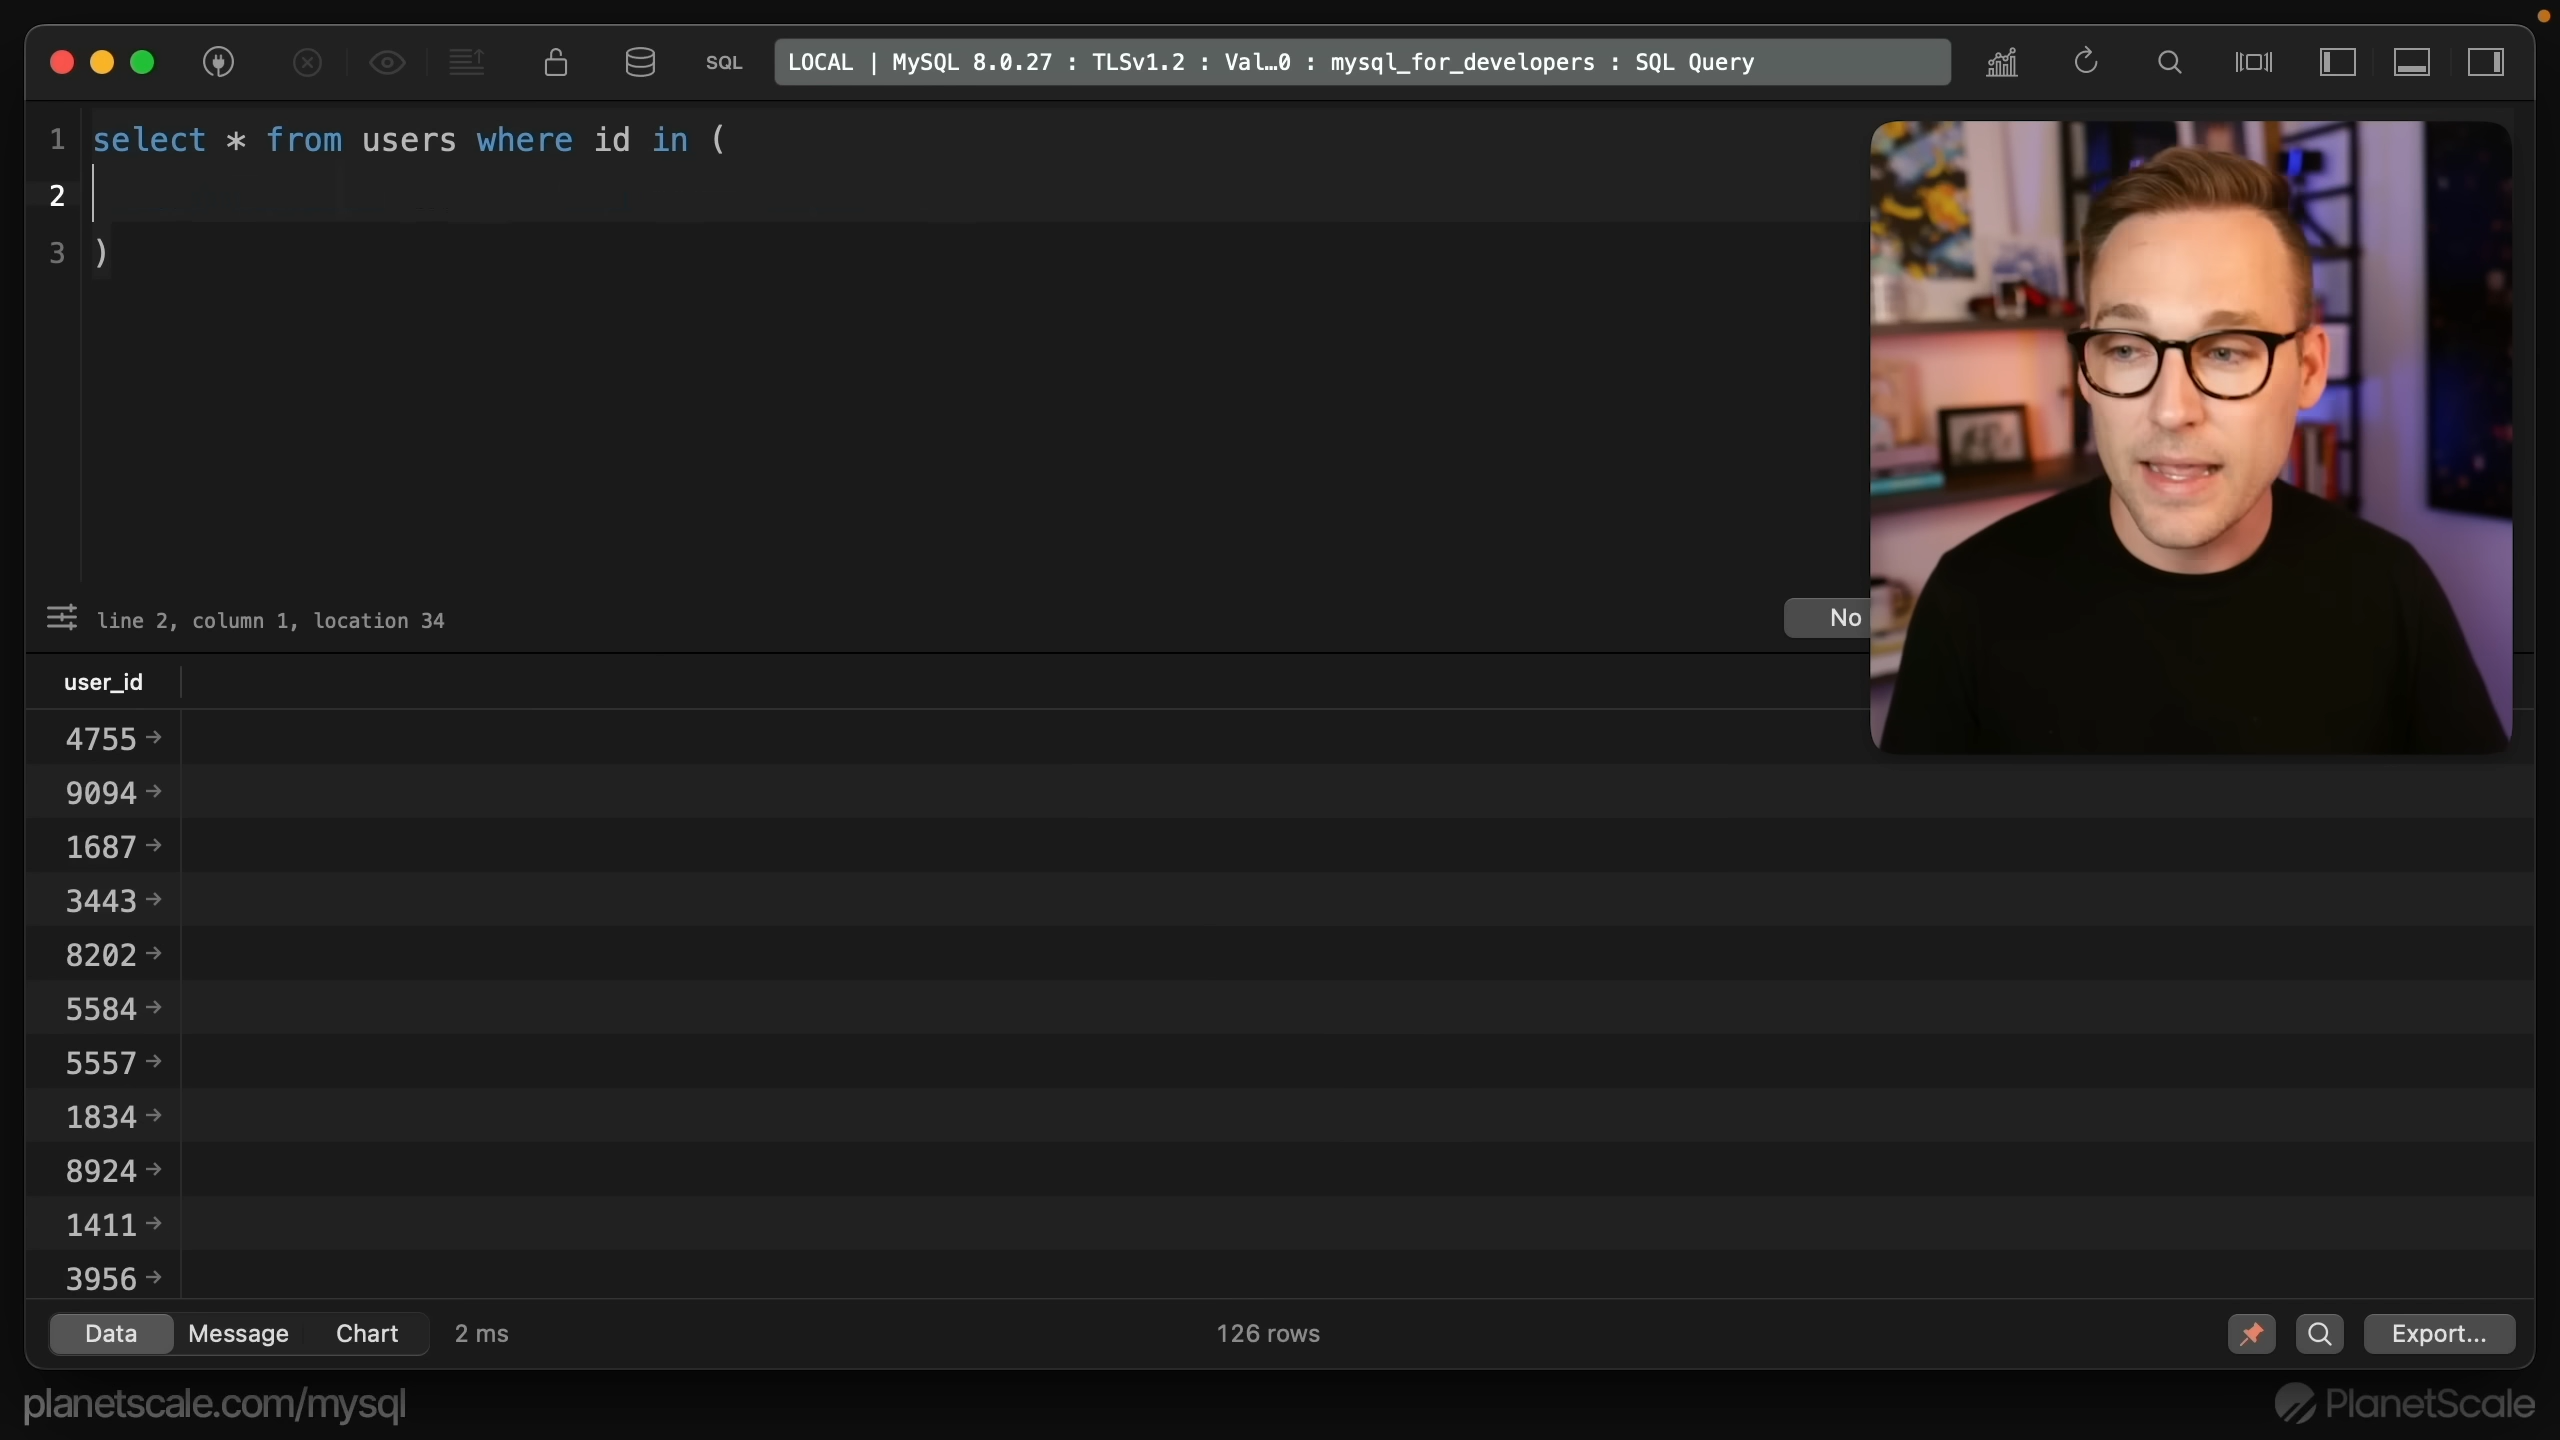 SQL
LOCAL | MySQL 8.0.27 : TLSv1.2 : Val…0 : mysql_for_developers : SQL Query
1 select * from users where id in (
2
3 )
line 2, column 1, location 34
No
user_id
4755 →
9094 →
1687 →
3443 →
8202 →
5584 →
5557 →
1834 →
8924 →
1411 →
3956 →
Data Message Chart 2 ms 126 rows Export...
planetscale.com/mysql PlanetScale